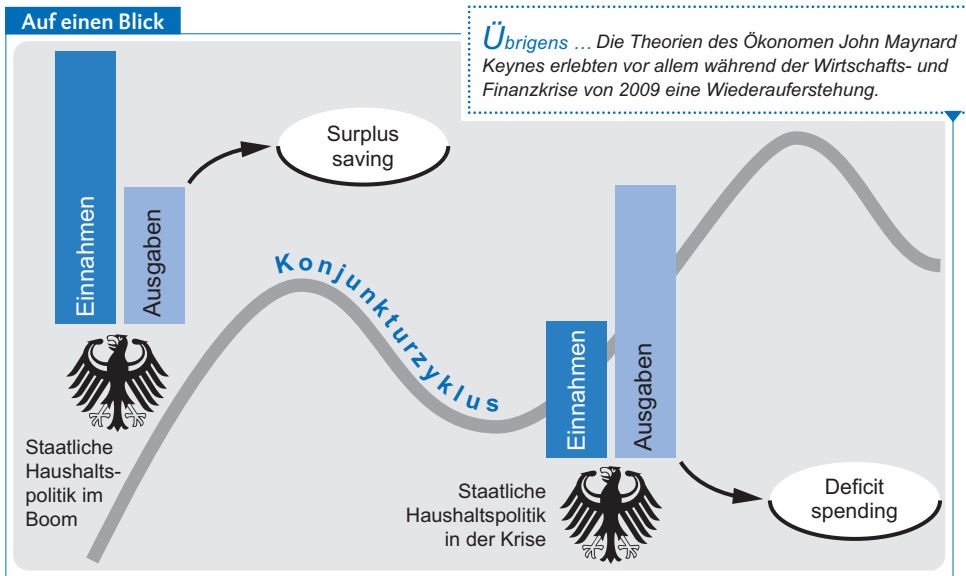 Auf einen Blick
Übrigens ... Die Theorien des Ökonomen John Maynard
Keynes erlebten vor allem während der Wirtschafts- und
Finanzkrise von 2009 eine Wiederauferstehung.
Surplus
saving
Einnahmen
Ausgaben
Konjunkturzyklus
Staatliche
Haushalts-
politik im
Boom
Einnahmen
Ausgaben
Staatliche
Haushaltspolitik
in der Krise
Deficit
spending